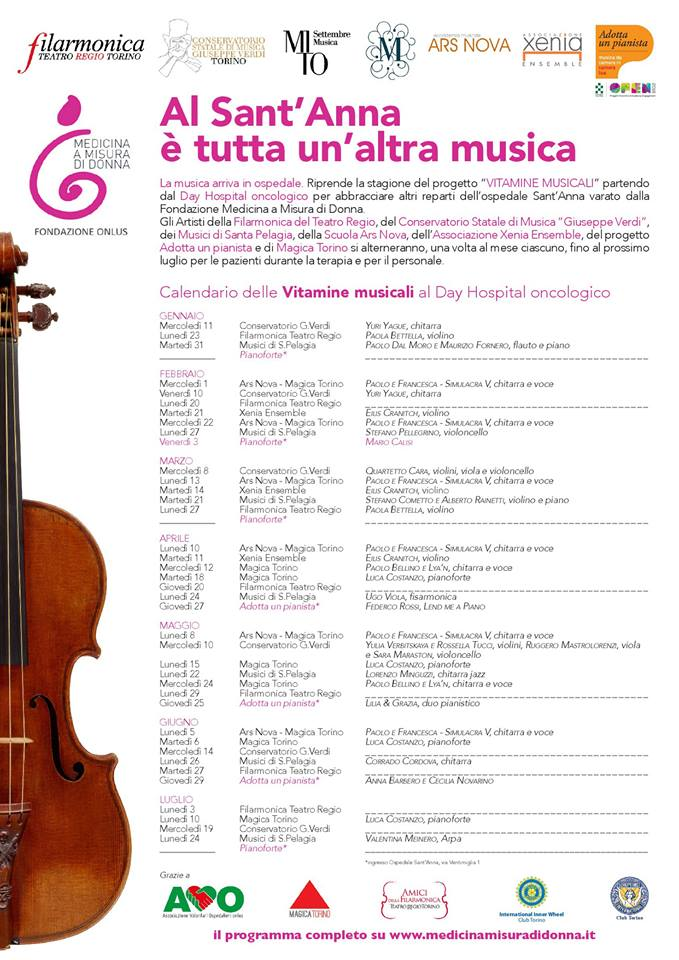 filarmonica
TEATRO REGIO TORINO
CONSERVATORIO
STATALE DI MUSICA
GIUSEPPE VERDI
TORINO
MITO
Settembre
Musica
M
accademia musicale
ARS NOVA
ASSOCIAZIONE
xenia
ENSEMBLE
Adotta
un pianista
OPEN
MEDICINA
A MISURA
DI DONNA
FONDAZIONE ONLUS
Al Sant'Anna
è tutta un'altra musica
La musica arriva in ospedale. Riprende la stagione del progetto "VITAMINE MUSICALI" partendo
dal Day Hospital oncologico per abbracciare altri reparti dell'ospedale Sant'Anna varato dalla
Fondazione Medicina a Misura di Donna.
Gli Artisti della Filarmonica del Teatro Regio, del Conservatorio Statale di Musica "Giuseppe Verdi",
dei Musici di Santa Pelagia, della Scuola Ars Nova, dell'Associazione Xenia Ensemble, del progetto
Adotta un pianista e di Magica Torino si alterneranno, una volta al mese ciascuno, fino al prossimo
luglio per le pazienti durante la terapia e per il personale.
Calendario delle Vitamine musicali al Day Hospital oncologico
GENNAIO
Mercoledì 11 Conservatorio G.Verdi YURI YAGUE, chitarra
Lunedì 23 Filarmonica Teatro Regio PAOLA BETTELLA, violino
Martedì 31 Musici di S.Pelagia PAOLO DAL MORO E MAURIZIO FORNERO, flauto e piano
Pianoforte*
FEBBRAIO
Mercoledì 1 Ars Nova - Magica Torino PAOLO E FRANCESCA - SIMULACRA V, chitarra e voce
Venerdì 10 Conservatorio G.Verdi YURI YAGUE, chitarra
Lunedì 20 Filarmonica Teatro Regio
Martedì 21 Xenia Ensemble EILIS CRANITCH, violino
Mercoledì 22 Ars Nova - Magica Torino PAOLO E FRANCESCA - SIMULACRA V, chitarra e voce
Lunedì 27 Musici di S.Pelagia STEFANO PELLEGRINO, violoncello
Venerdì 3 Pianoforte* MARIO CALISI
MARZO
Mercoledì 8 Conservatorio G.Verdi QUARTETTO CARA, violini, viola e violoncello
Lunedì 13 Ars Nova - Magica Torino PAOLO E FRANCESCA - SIMULACRA V, chitarra e voce
Martedì 14 Xenia Ensemble EILIS CRANITCH, violino
Martedì 21 Musici di S.Pelagia STEFANO COMETTO E ALBERTO RAINETTI, violino e piano
Lunedì 27 Filarmonica Teatro Regio PAOLA BETTELLA, violino
Pianoforte*
APRILE
Lunedì 10 Ars Nova - Magica Torino PAOLO E FRANCESCA - SIMULACRA V, chitarra e voce
Martedì 11 Xenia Ensemble EILIS CRANITCH, violino
Mercoledì 12 Magica Torino PAOLO BELLINO E LYA'N, chitarra e voce
Martedì 18 Magica Torino LUCA COSTANZO, pianoforte
Giovedì 20 Filarmonica Teatro Regio
Lunedì 24 Musici di S.Pelagia UGO VIOLA, fisarmonica
Giovedì 27 Adotta un pianista* FEDERCO ROSSI, LEND ME A PIANO
MAGGIO
Lunedì 8 Ars Nova - Magica Torino PAOLO E FRANCESCA - SIMULACRA V, chitarra e voce
Mercoledì 10 Conservatorio G.Verdi YULIA VERBITSKAYA E ROSSELLA TUCCI, violini, RUGGERO MASTROLORENZI, viola
e SARA MARASTON, violoncello
Lunedì 15 Magica Torino LUCA COSTANZO, pianoforte
Lunedì 22 Musici di S.Pelagia LORENZO MINGUZZI, chitarra jazz
Mercoledì 24 Magica Torino PAOLO BELLINO E LYA'N, chitarra e voce
Lunedì 29 Filarmonica Teatro Regio
Giovedì 25 Adotta un pianista* LILIA & GRAZIA, duo pianistico
GIUGNO
Lunedì 5 Ars Nova - Magica Torino PAOLO E FRANCESCA - SIMULACRA V, chitarra e voce
Martedì 6 Magica Torino LUCA COSTANZO, pianoforte
Mercoledì 14 Conservatorio G.Verdi
Lunedì 26 Musici di S.Pelagia CORRADO CORDOVA, chitarra
Martedì 27 Filarmonica Teatro Regio
Giovedì 29 Adotta un pianista* ANNA BARBERO E CECILIA NOVARINO
LUGLIO
Lunedì 3 Filarmonica Teatro Regio
Lunedì 10 Magica Torino LUCA COSTANZO, pianoforte
Mercoledì 19 Conservatorio G.Verdi
Lunedì 24 Musici di S.Pelagia VALENTINA MEINERO, Arpa
Pianoforte*
*ingresso Ospedale Sant'Anna, via Ventimiglia 1
Grazie a
AVO
Associazione Volontari Ospedalieri onlus
MAGICATORINO
AMICI
DELLA FILARMONICA
TEATRO REGIO TORINO
International Inner Wheel
Club Torino
Club Torino
il programma completo su www.medicinamisuradidonna.it